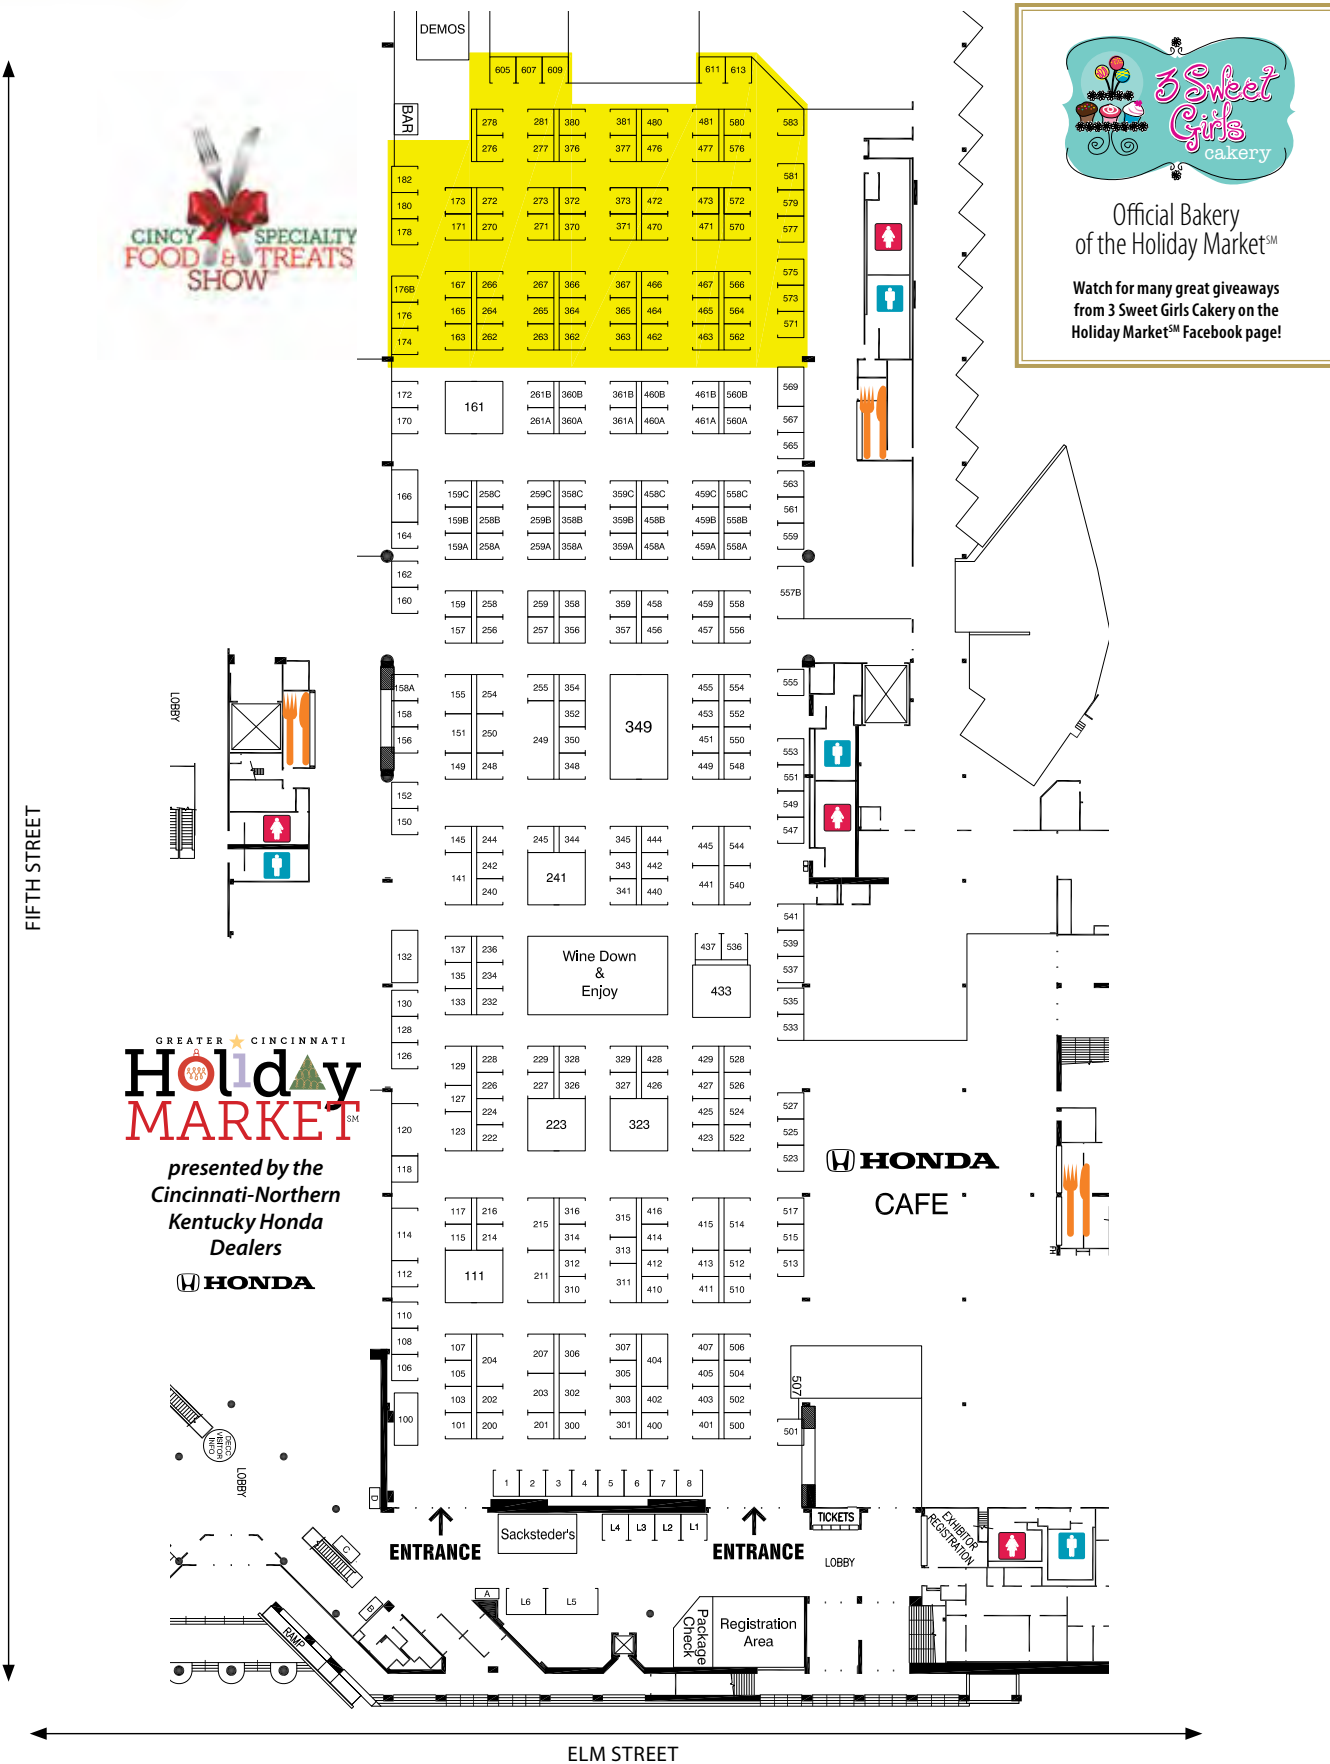 DEMOS
605 607 609
611 613
BAR
278 281 380 381 480 481 580 583
276 277 376 377 476 477 576
182 581
180 173 272 273 372 373 472 473 572 579
178 171 270 271 370 371 470 471 570 577
176B 167 266 267 366 367 466 467 566 575
176 165 264 265 364 365 464 465 564 573
174 163 262 263 362 363 462 463 562 571
CINCY SPECIALTY
FOOD & TREATS
SHOW
3 Sweet
Girls
cakery
Official Bakery
of the Holiday Market℠
Watch for many great giveaways
from 3 Sweet Girls Cakery on the
Holiday Market℠ Facebook page!
172 161 261B 360B 361B 460B 461B 560B 569
170 261A 360A 361A 460A 461A 560A 567
565
166 159C 258C 259C 358C 359C 458C 459C 558C 563
159B 258B 259B 358B 359B 458B 459B 558B 561
164 159A 258A 259A 358A 359A 458A 459A 558A 559
162 557B
160 159 258 259 358 359 458 459 558
157 256 257 356 357 456 457 556
LOBBY
158A 155 254 255 354 349 455 554 555
158 352 453 552
156 151 250 249 350 451 550
149 248 348 449 548 553
551
152 549
150 547
145 244 245 344 345 444 445 544
242 241 343 442
141 240 341 440 441 540
FIFTH STREET
541
132 137 236 Wine Down 437 536 539
135 234 & 433 537
130 133 232 Enjoy 535
128 533
126 129 228 229 328 329 428 429 528
226 227 326 327 426 427 526
127 224 223 323 425 524 527
120 123 222 423 522 525
118 523
GREATER CINCINNATI
Holiday
MARKET SM
presented by the
Cincinnati-Northern
Kentucky Honda
Dealers
HONDA
HONDA
CAFE
FH
117 216 215 316 315 416 415 514 517
114 115 214 314 313 414 515
112 111 211 312 311 412 413 512 513
310 410 411 510
110
108 107 204 207 306 307 404 407 506
106 105 305 405 504
103 202 203 302 303 402 403 502 507
100 101 200 201 300 301 400 401 500 501
DECC
VISITOR
INFO
LOBBY
1 2 3 4 5 6 7 8
D
C
B
A
RAMP
ENTRANCE
Sacksteder's
L4 L3 L2 L1
ENTRANCE
TICKETS
LOBBY
EXHIBITOR
REGISTRATION
L6 L5
Package
Check
Registration
Area
ELM STREET